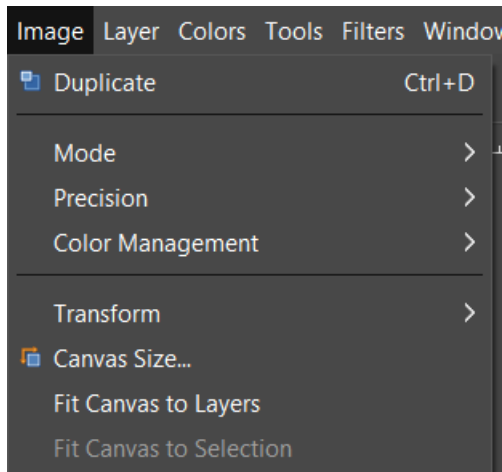 Image Layer Colors Tools Filters Window
Duplicate Ctrl+D
Mode
Precision
Color Management
Transform
Canvas Size...
Fit Canvas to Layers
Fit Canvas to Selection